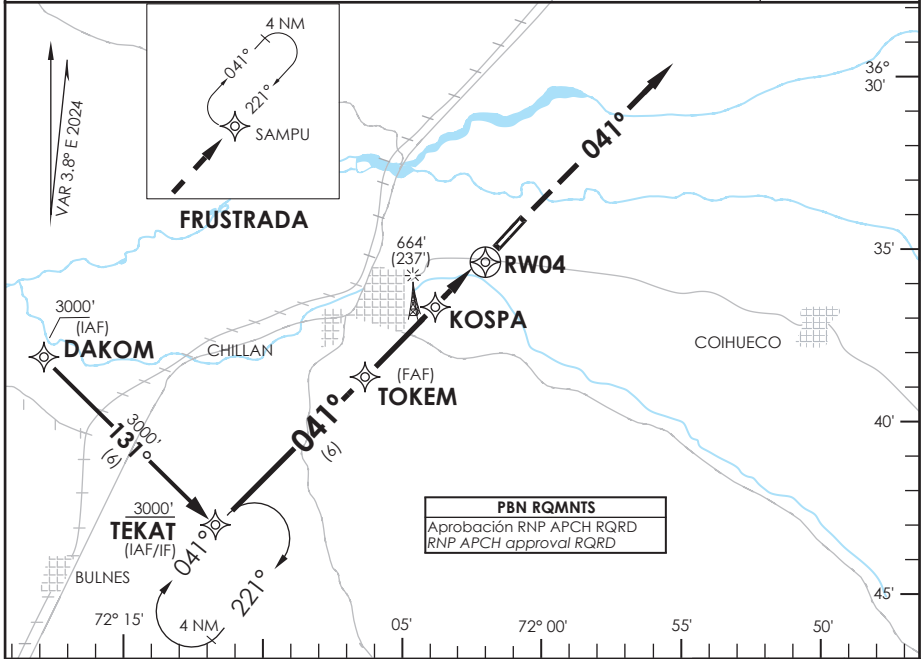 4 NM
041°
221°
SAMPU
VAR 3.8° E 2024
FRUSTRADA
041°
36°
30'
664'
(237')
35'
RW04
3000'
(IAF)
DAKOM
CHILLAN
KOSPA
COIHUECO
(FAF)
TOKEM
3000'
131°
(6)
041°
(6)
40'
3000'
TEKAT
(IAF/IF)
041°
221°
PBN RQMNTS
Aprobación RNP APCH RQRD
RNP APCH approval RQRD
BULNES
45'
72° 15'
4 NM
05'
72° 00'
55'
50'